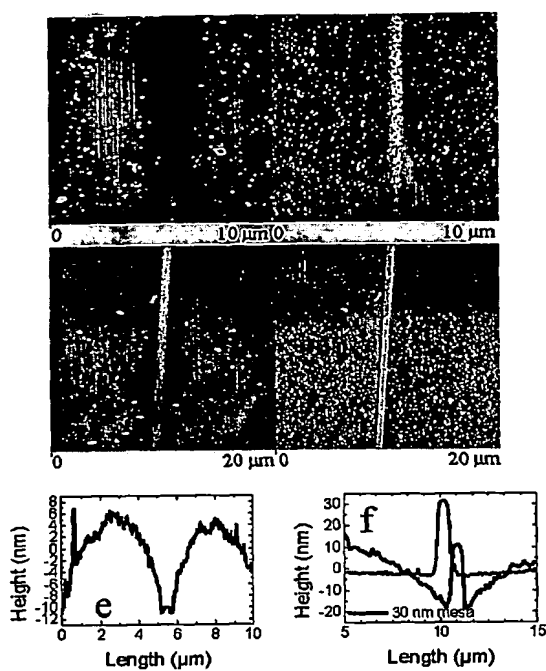 0 10 µm 0 10 µm
0 20 µm 0 20 µm
8
6
4
2
0
-2
-4
-6
-8
-10
-12
Height (nm)
e
0 2 4 6 8 10
Length (µm)
30
20
10
0
-10
-20
Height (nm)
f
30 nm mesa
5 10 15
Length (µm)